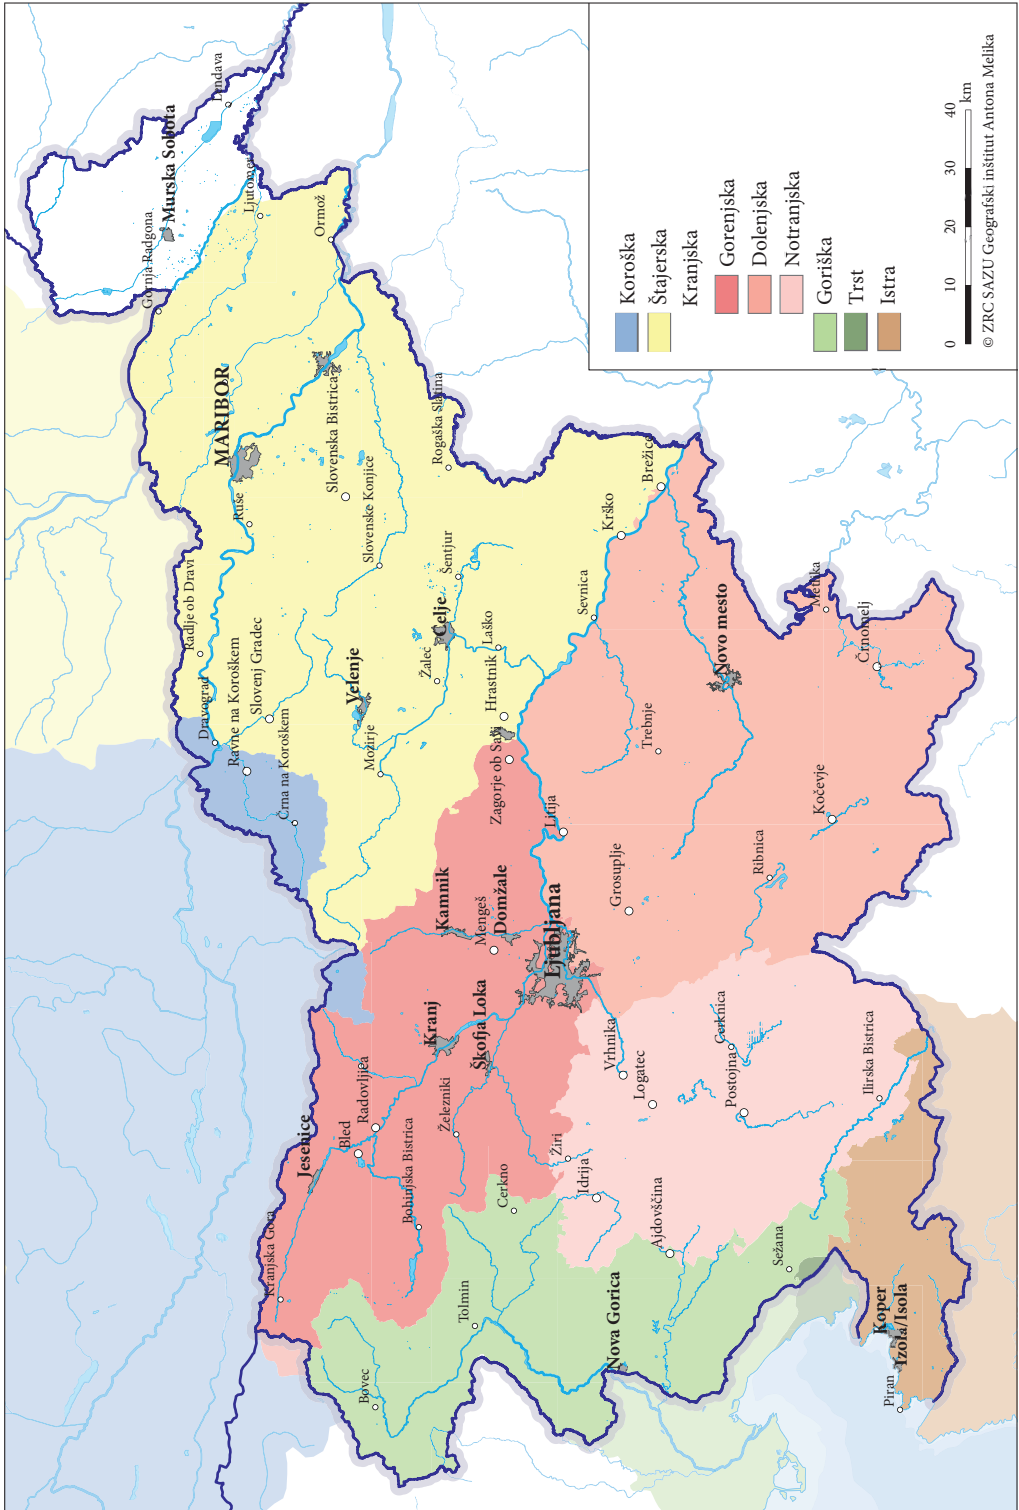 Kranjska Gora
Jesenice
Bled
Radovljica
Bohinjska Bistrica
Bovec
Tolmin
Cerkno
Železniki
Škofja Loka
Kranj
Kamnik
Mengeš
Domžale
Ljubljana
Žiri
Idrija
Ajdovščina
Nova Gorica
Sežana
Vrhnika
Logatec
Postojna
Cerknica
Ilirska Bistrica
Koper
Izola/Isola
Piran
Črna na Koroškem
Ravne na Koroškem
Dravograd
Slovenj Gradec
Radlje ob Dravi
Ruše
MARIBOR
Gornja Radgona
Murska Sobota
Lendava
Ljutomer
Ormož
Slovenska Bistrica
Slovenske Konjice
Rogaška Slatina
Velenje
Mozirje
Žalec
Celje
Šentjur
Laško
Hrastnik
Zagorje ob Savi
Litija
Sevnica
Krško
Brežice
Grosuplje
Trebnje
Novo mesto
Ribnica
Kočevje
Metlika
Črnomelj
Koroška
Štajerska
Kranjska
Gorenjska
Dolenjska
Notranjska
Goriška
Trst
Istra
0 10 20 30 40 km
© ZRC SAZU Geografski inštitut Antona Melika